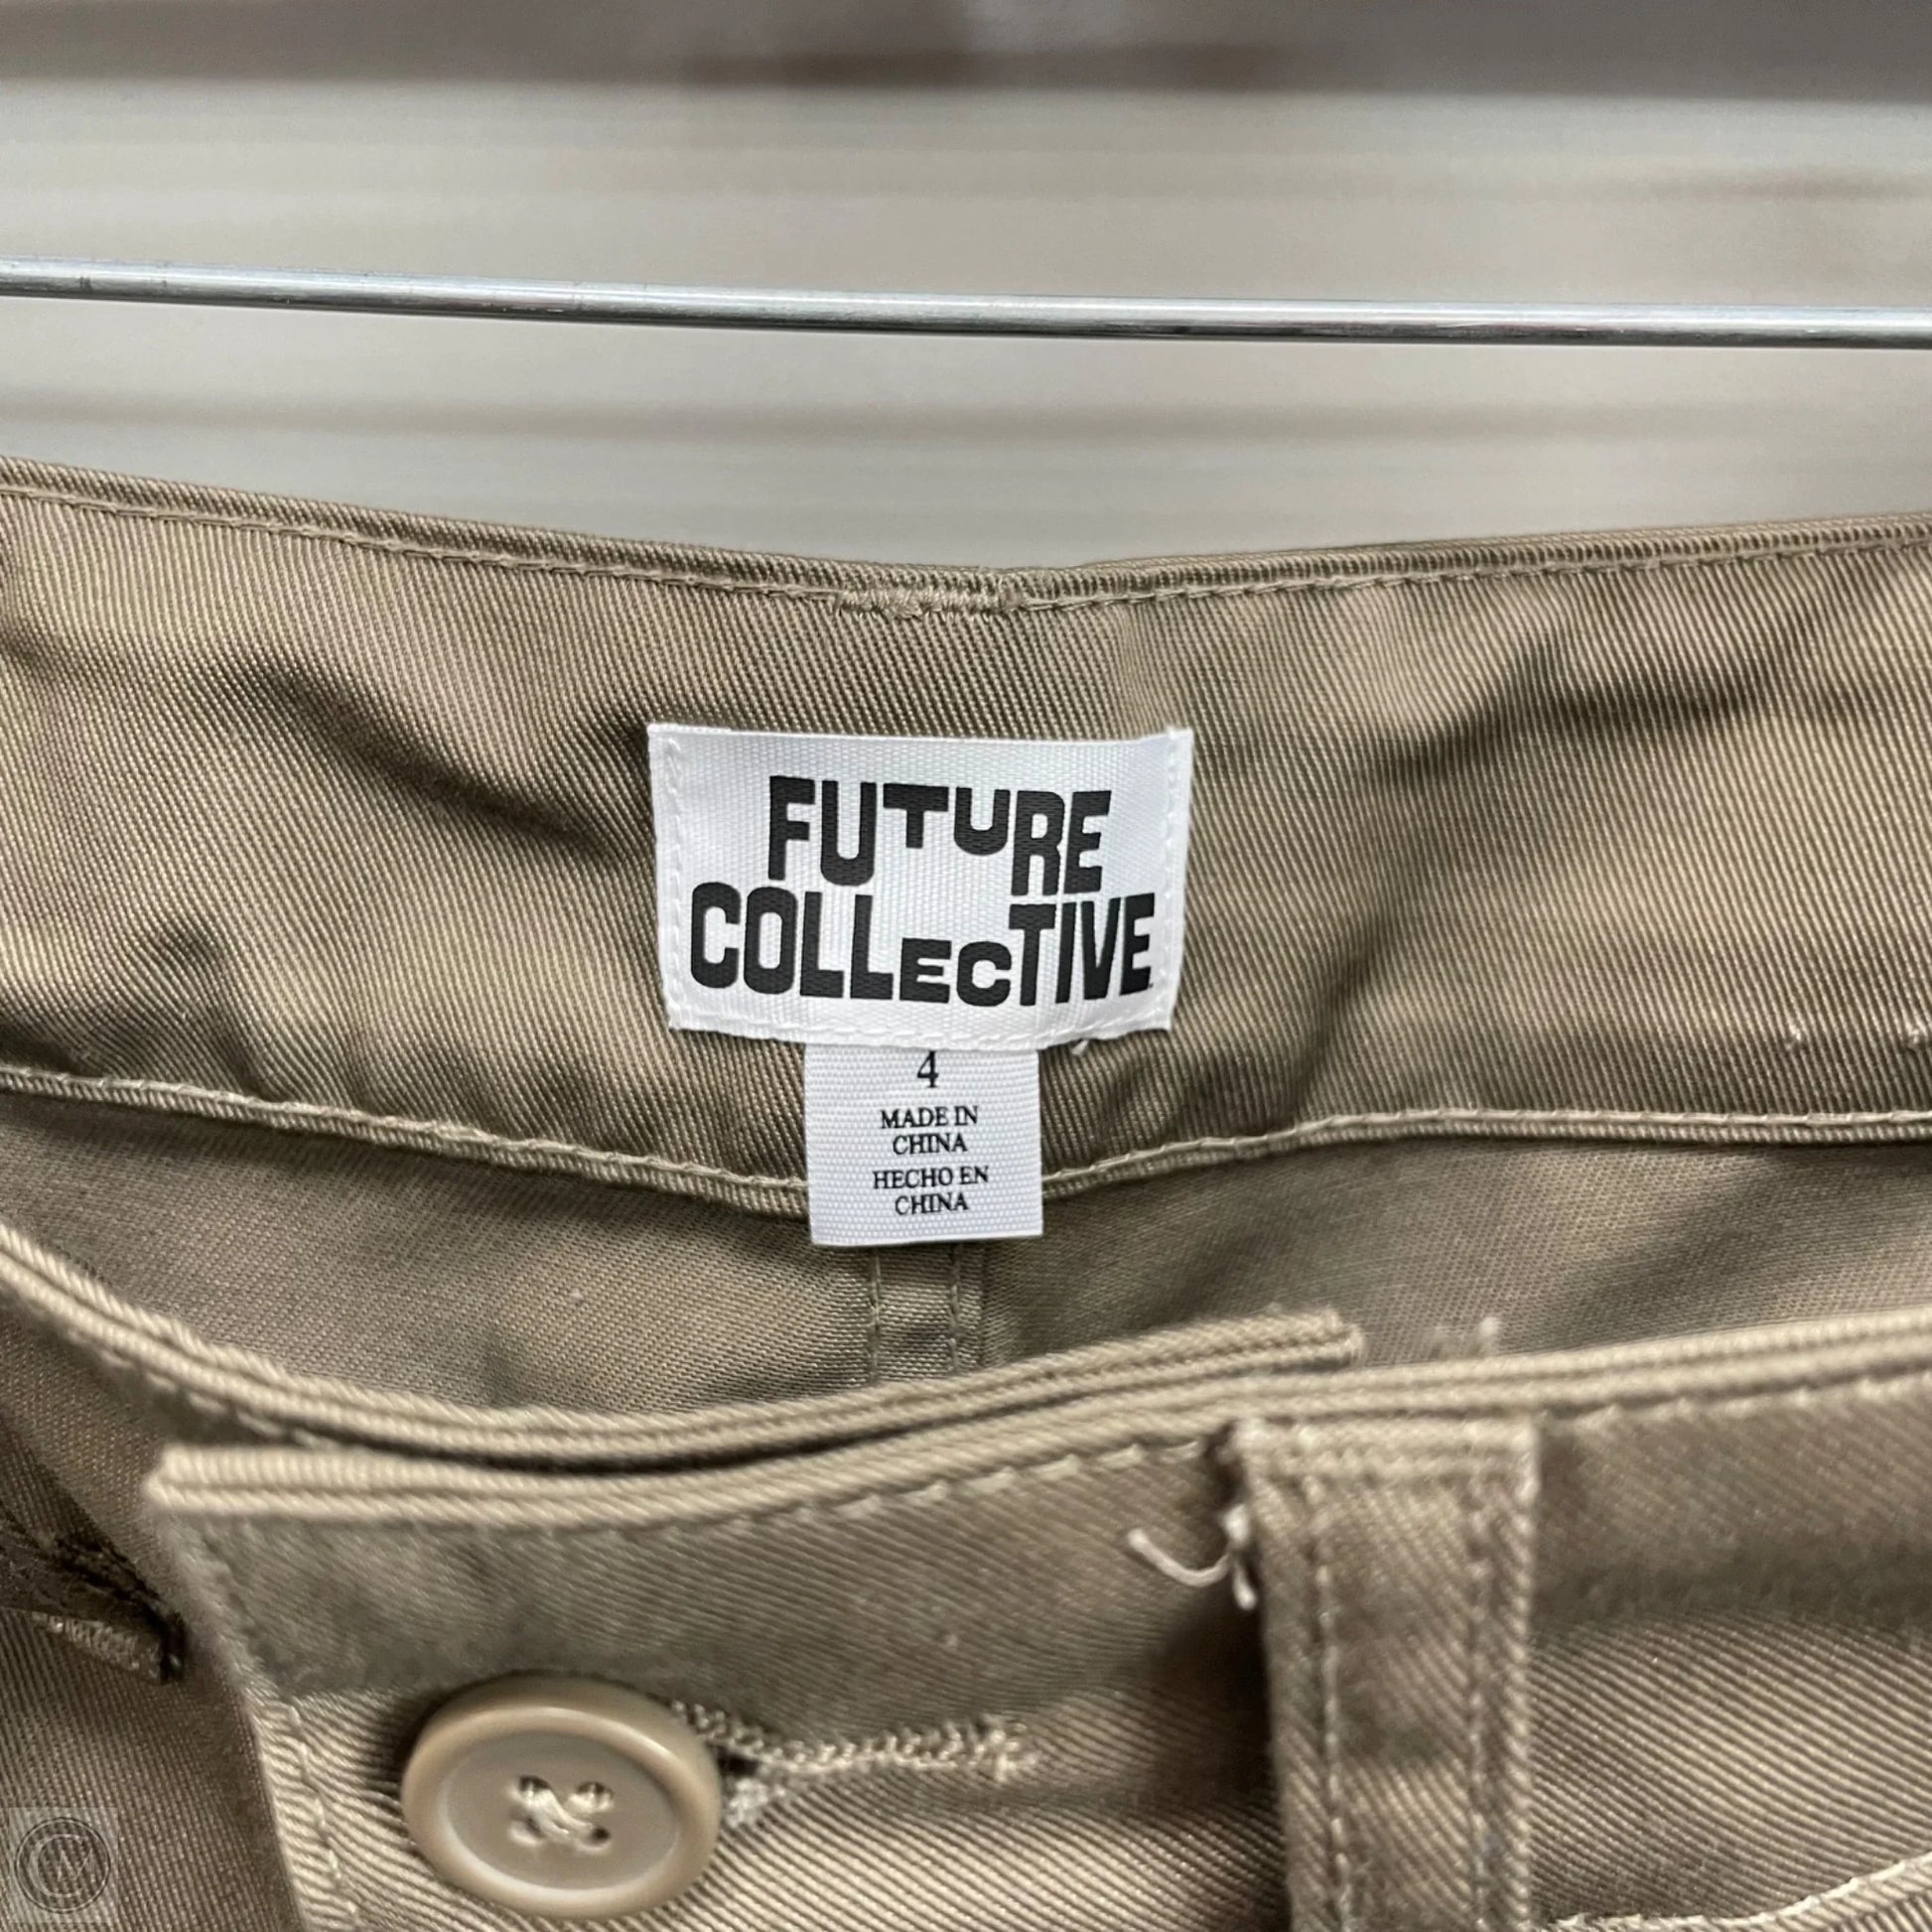 FUTURE
COLLECTIVE
4
MADE IN
CHINA
HECHO EN
CHINA